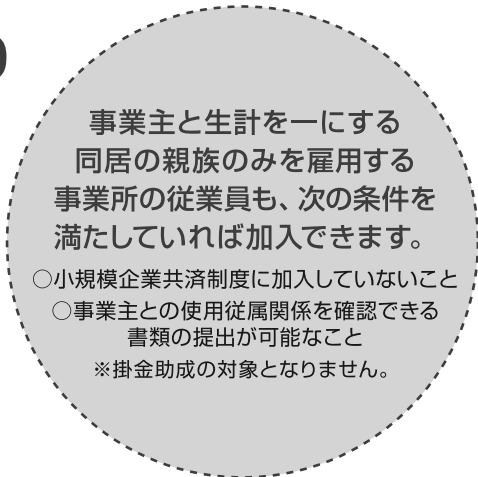 事業主と生計を一にする
同居の親族のみを雇用する
事業所の従業員も、次の条件を
満たしていれば加入できます。
○小規模企業共済制度に加入していないこと
○事業主との使用従属関係を確認できる
書類の提出が可能なこと
※掛金助成の対象となりません。